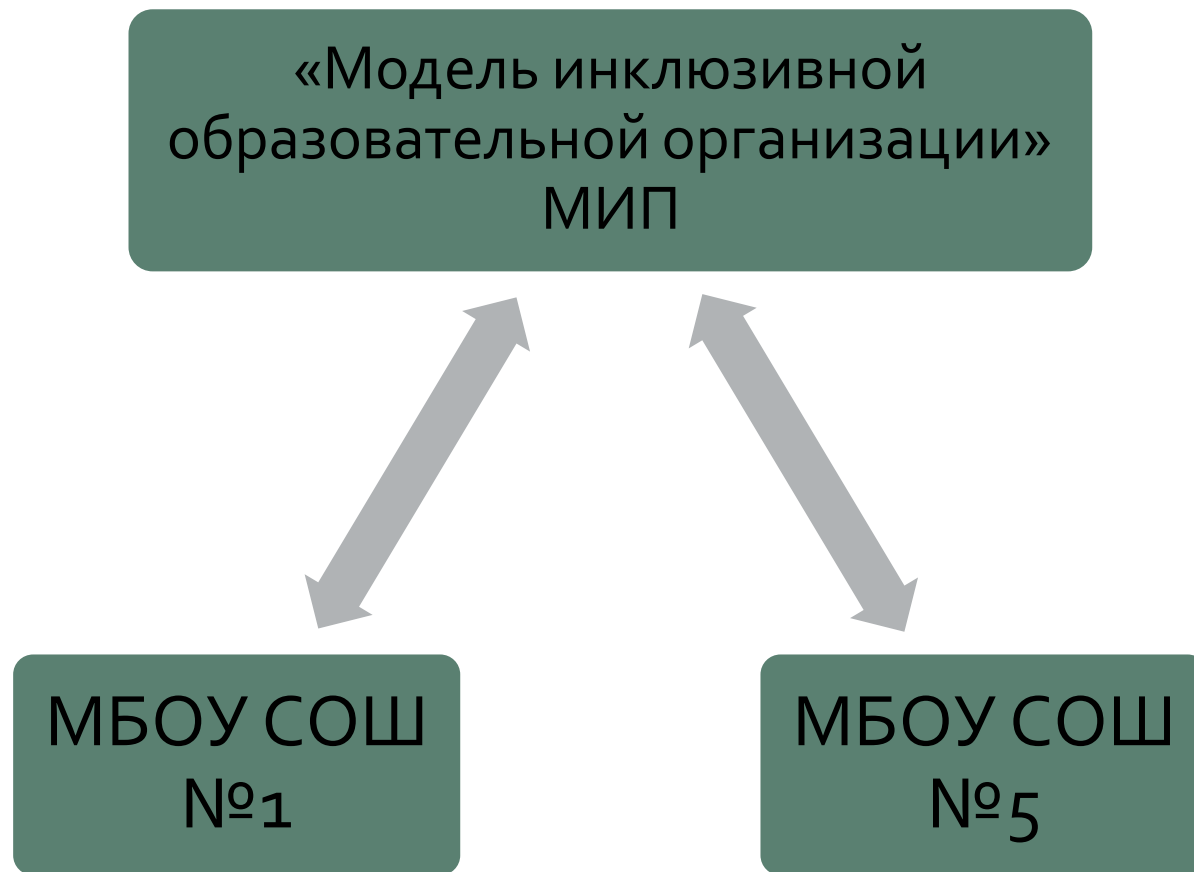 «Модель инклюзивной
образовательной организации»
МИП
МБОУ СОШ
№1
МБОУ СОШ
№5